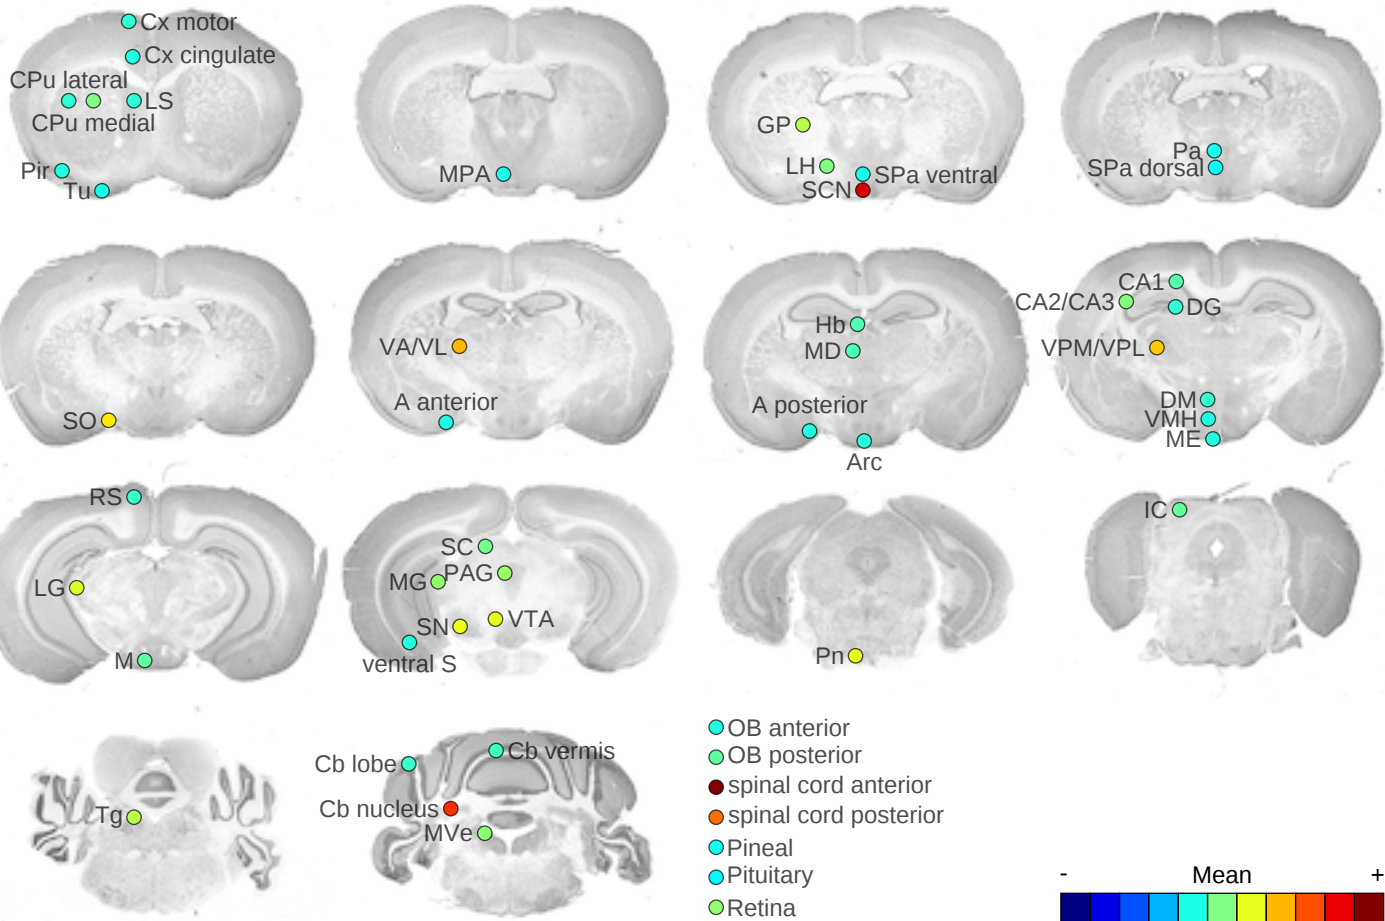 Cx motor
Cx cingulate
CPu lateral
LS
CPu medial
Pir
Tu
MPA
GP
LH
SPa ventral
SCN
Pa
SPa dorsal
SO
VA/VL
A anterior
Hb
MD
A posterior
Arc
CA1
CA2/CA3
DG
VPM/VPL
DM
VMH
ME
RS
LG
M
SC
MG
PAG
SN
VTA
ventral S
Pn
IC
Tg
Cb lobe
Cb vermis
Cb nucleus
MVe
OB anterior
OB posterior
spinal cord anterior
spinal cord posterior
Pineal
Pituitary
Retina
- Mean +